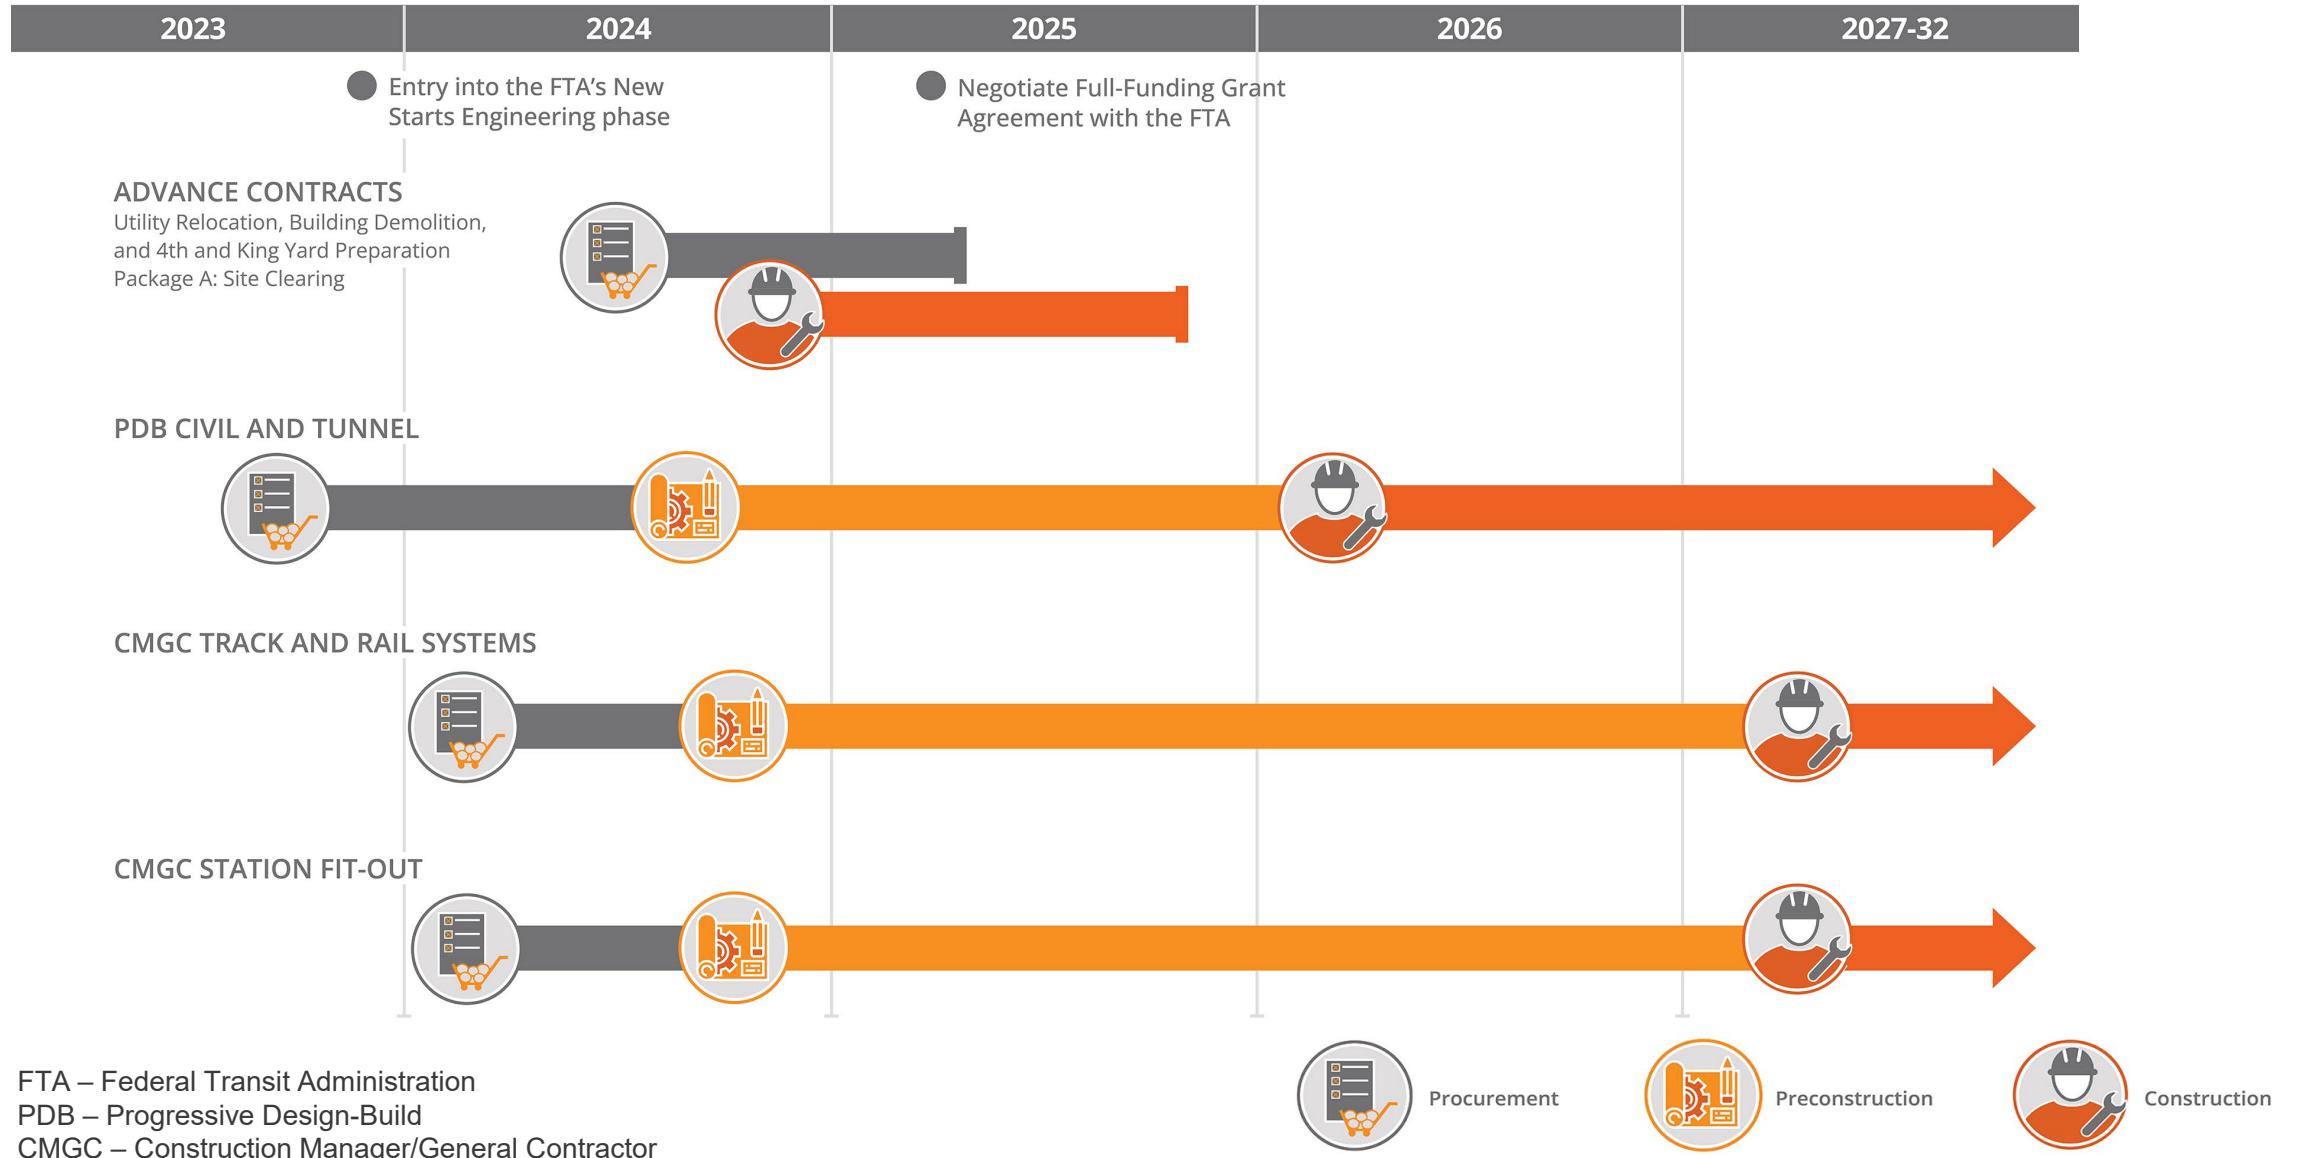 2023 2024 2025 2026 2027-32
Entry into the FTA’s New
Starts Engineering phase
Negotiate Full-Funding Grant
Agreement with the FTA
ADVANCE CONTRACTS
Utility Relocation, Building Demolition,
and 4th and King Yard Preparation
Package A: Site Clearing
PDB CIVIL AND TUNNEL
CMGC TRACK AND RAIL SYSTEMS
CMGC STATION FIT-OUT
Procurement
Preconstruction
Construction
FTA – Federal Transit Administration
PDB – Progressive Design-Build
CMGC – Construction Manager/General Contractor